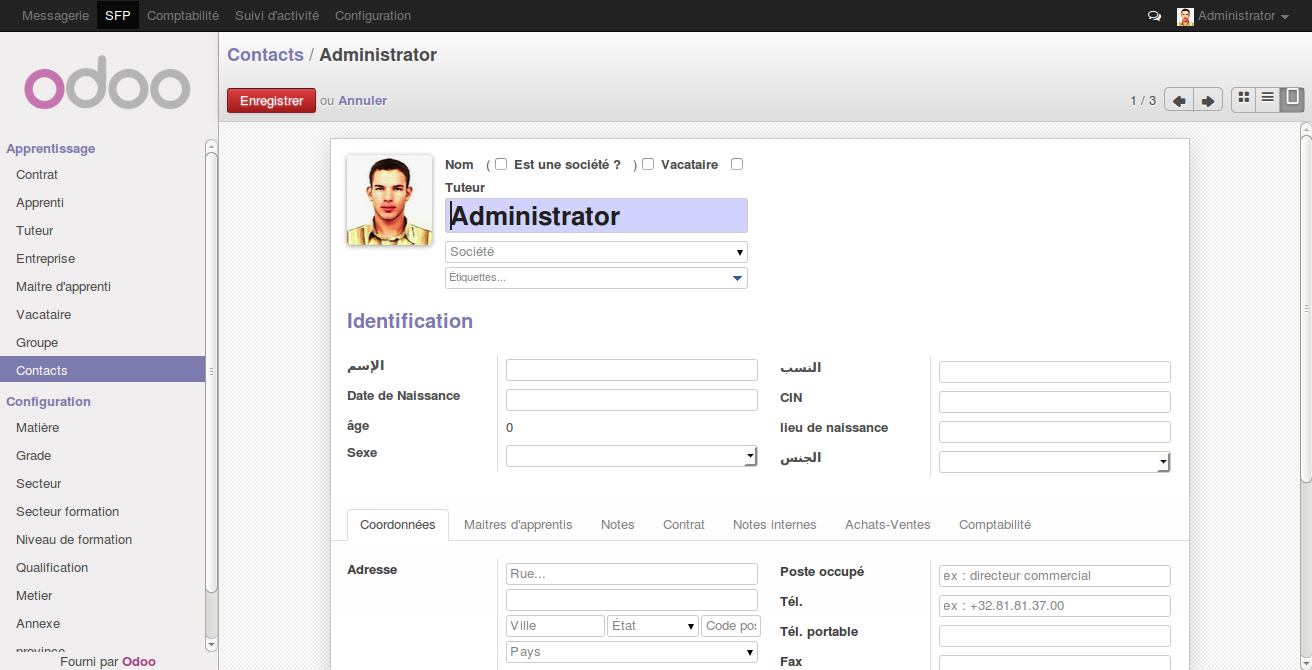 Messagerie SFP Comptabilité Suivi d'activité Configuration Administrator
odoo
Contacts / Administrator
Enregistrer ou Annuler 1 / 3
Apprentissage
Contrat
Apprenti
Tuteur
Entreprise
Maitre d'apprenti
Vacataire
Groupe
Contacts
Configuration
Matière
Grade
Secteur
Secteur formation
Niveau de formation
Qualification
Metier
Annexe
province
Fourni par Odoo
Nom ( Est une société ? ) Vacataire
Tuteur
Administrator
Société
Étiquettes...
Identification
الإسم
Date de Naissance
âge 0
Sexe
النسب
CIN
lieu de naissance
الجنس
Coordonnées Maitres d'apprentis Notes Contrat Notes internes Achats-Ventes Comptabilité
Adresse Rue...
Ville État Code pos
Pays
Poste occupé ex : directeur commercial
Tél. ex : +32.81.81.37.00
Tél. portable
Fax